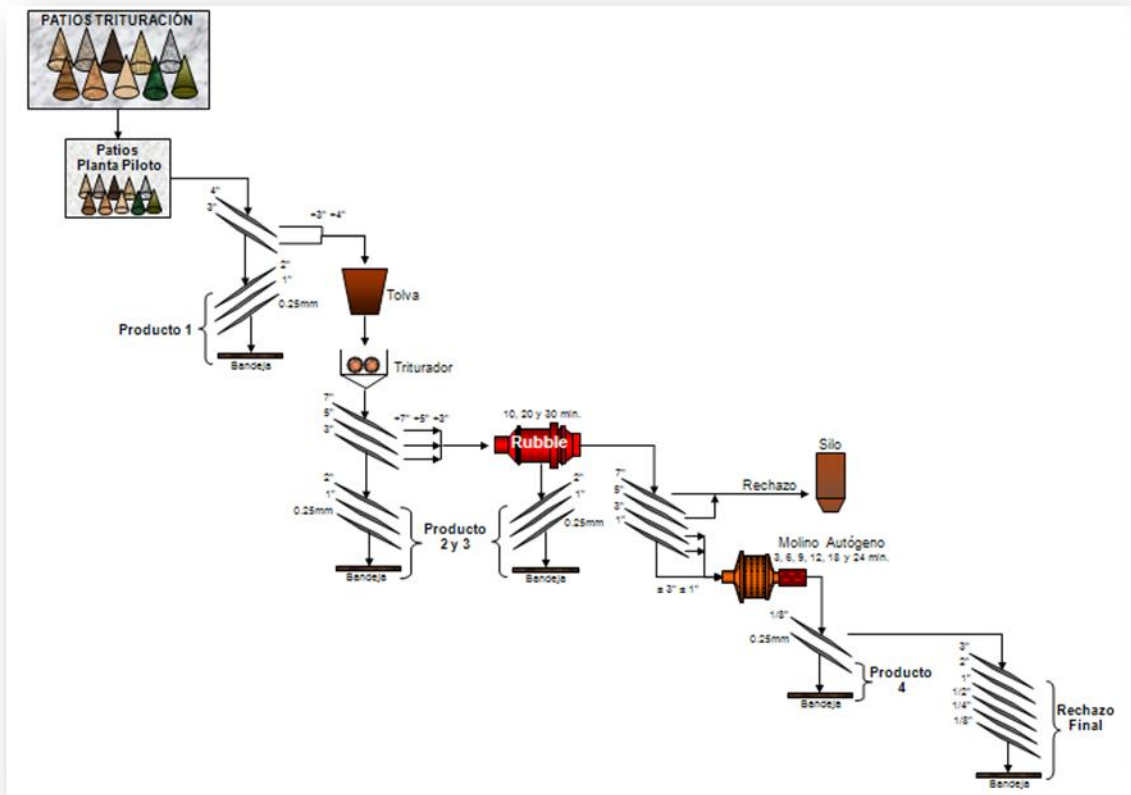 PATIOS TRITURACIÓN
Patios
Planta Piloto
4"
3"
+3" +4"
2"
1"
0.25mm
Producto 1
Bandeja
Tolva
Triturador
7"
5"
3"
+7" +5" +3"
2"
1"
0.25mm
Bandeja
Producto
2 y 3
10, 20 y 30 min.
Rubble
2"
1"
0.25mm
Bandeja
7"
5"
3"
1"
Rechazo
Silo
± 3" ± 1"
Molino Autógeno
3, 6, 9, 12, 18 y 24 min.
1/8"
0.25mm
Producto
4
Bandeja
3"
2"
1"
1/2"
1/4"
1/8"
Rechazo
Final
Bandeja